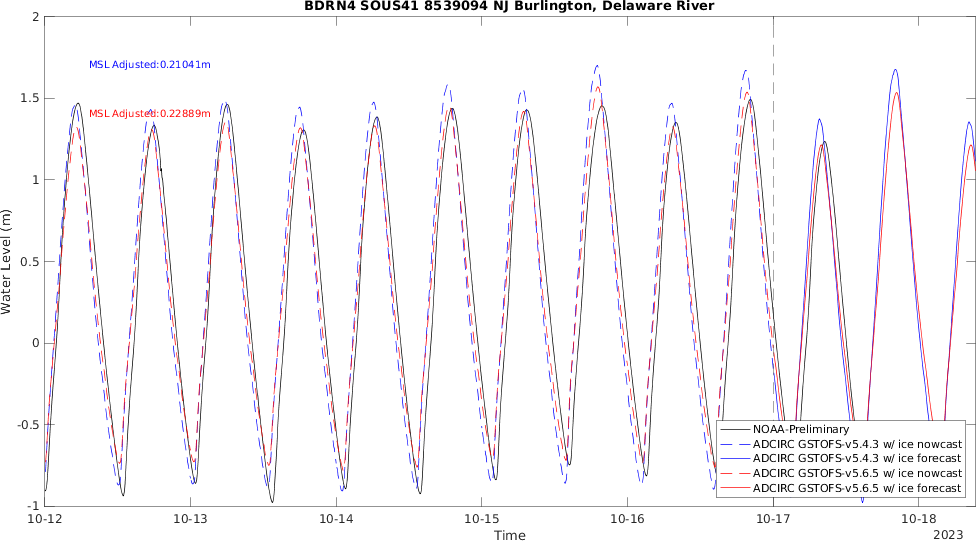 BDRN4 SOUS41 8539094 NJ Burlington, Delaware River
2
1.5
1
0.5
0
-0.5
-1
Water Level (m)
MSL Adjusted:0.21041m
MSL Adjusted:0.22889m
NOAA-Preliminary
ADCIRC GSTOFS-v5.4.3 w/ ice nowcast
ADCIRC GSTOFS-v5.4.3 w/ ice forecast
ADCIRC GSTOFS-v5.6.5 w/ ice nowcast
ADCIRC GSTOFS-v5.6.5 w/ ice forecast
10-12 10-13 10-14 10-15 10-16 10-17 10-18
Time
2023